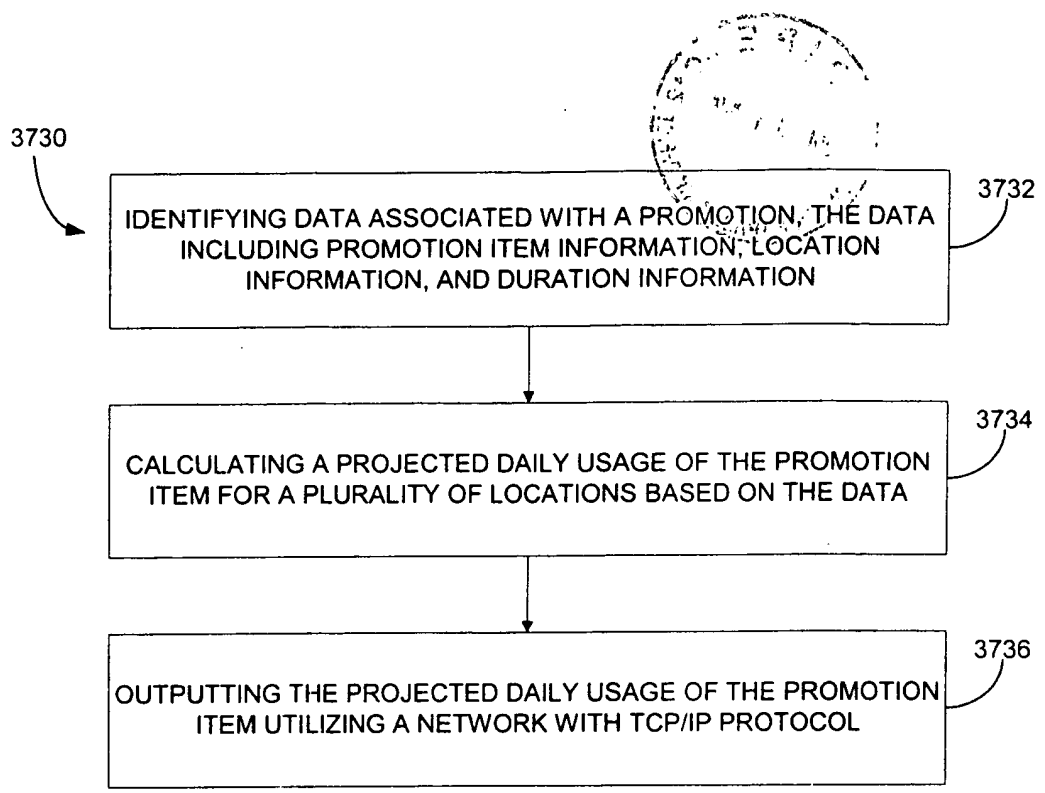 3730
3732
IDENTIFYING DATA ASSOCIATED WITH A PROMOTION, THE DATA
INCLUDING PROMOTION ITEM INFORMATION, LOCATION
INFORMATION, AND DURATION INFORMATION
3734
CALCULATING A PROJECTED DAILY USAGE OF THE PROMOTION
ITEM FOR A PLURALITY OF LOCATIONS BASED ON THE DATA
3736
OUTPUTTING THE PROJECTED DAILY USAGE OF THE PROMOTION
ITEM UTILIZING A NETWORK WITH TCP/IP PROTOCOL